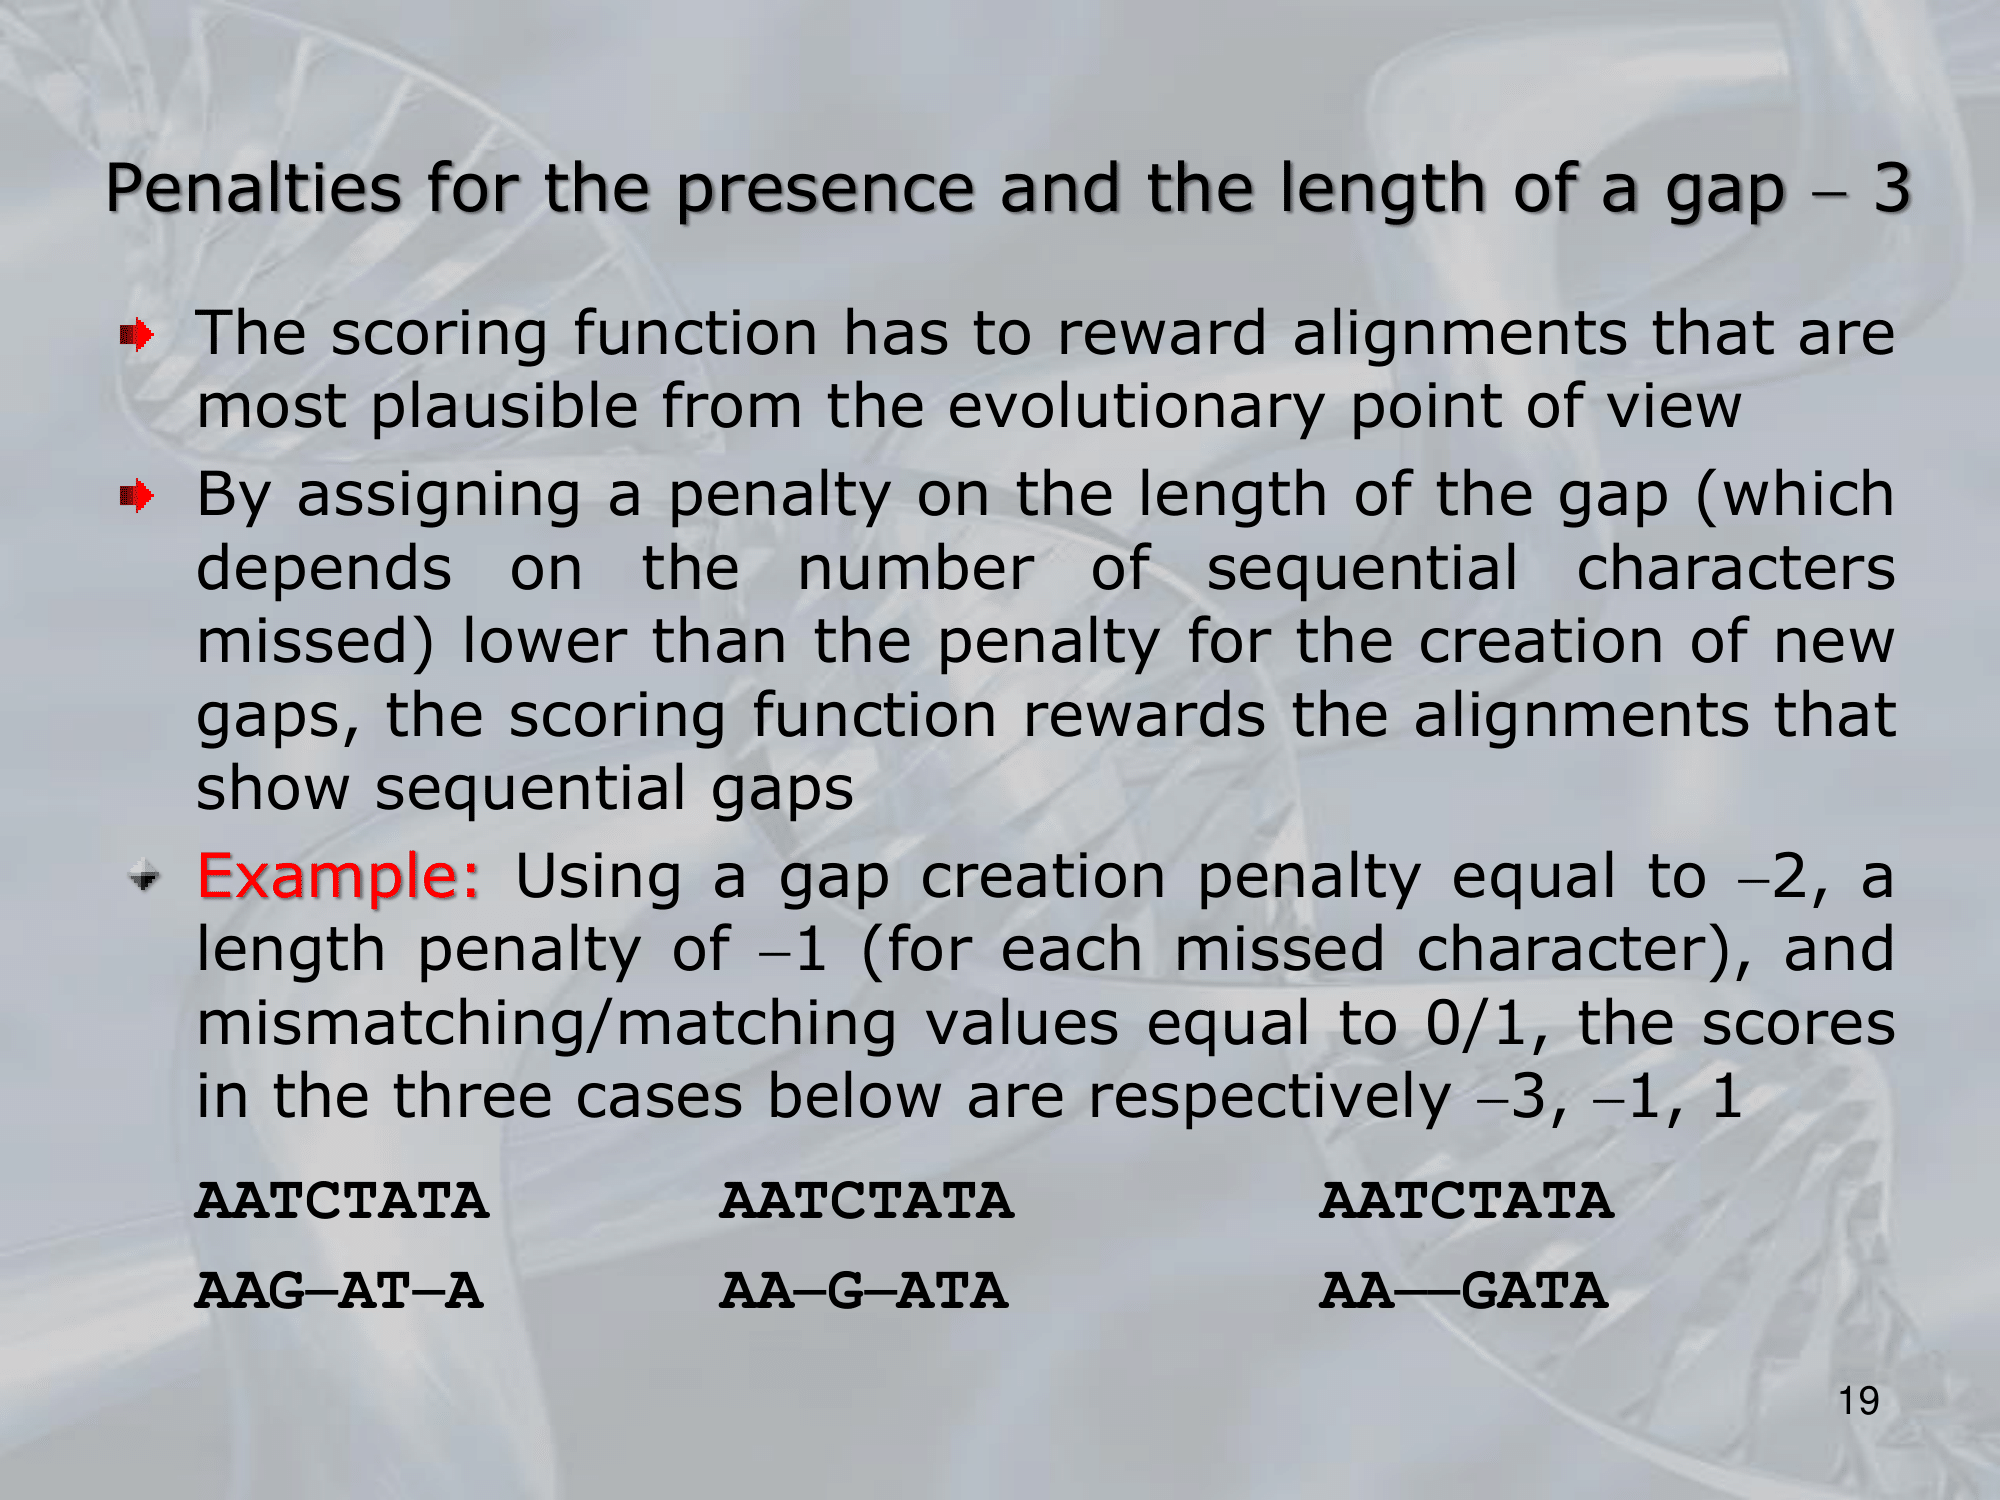 Penalties for the presence and the length of a gap – 3
The scoring function has to reward alignments that are
most plausible from the evolutionary point of view
By assigning a penalty on the length of the gap (which
depends on the number of sequential characters
missed) lower than the penalty for the creation of new
gaps, the scoring function rewards the alignments that
show sequential gaps
Example: Using a gap creation penalty equal to –2, a
length penalty of –1 (for each missed character), and
mismatching/matching values equal to 0/1, the scores
in the three cases below are respectively –3, –1, 1
AATCTATA AATCTATA AATCTATA
AAG–AT–A AA–G–ATA AA––GATA
19